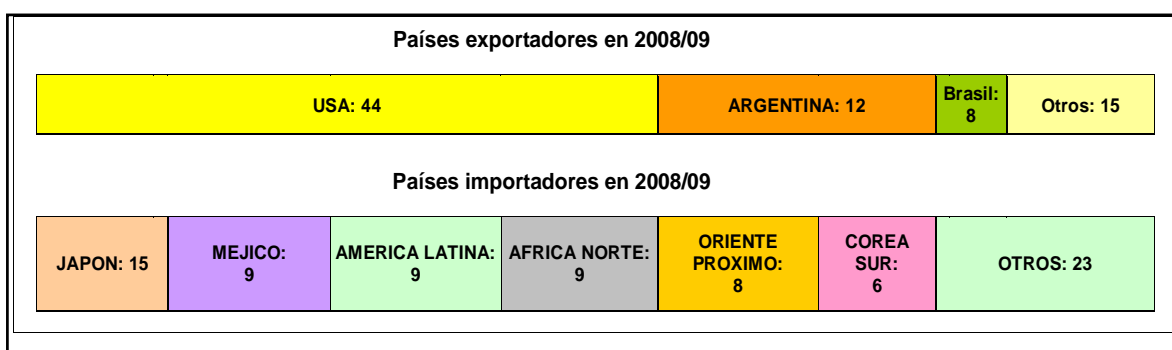 Países exportadores en 2008/09
USA: 44
ARGENTINA: 12
Brasil:
8
Otros: 15
Países importadores en 2008/09
JAPON: 15
MEJICO:
9
AMERICA LATINA:
9
AFRICA NORTE:
9
ORIENTE
PROXIMO:
8
COREA
SUR:
6
OTROS: 23